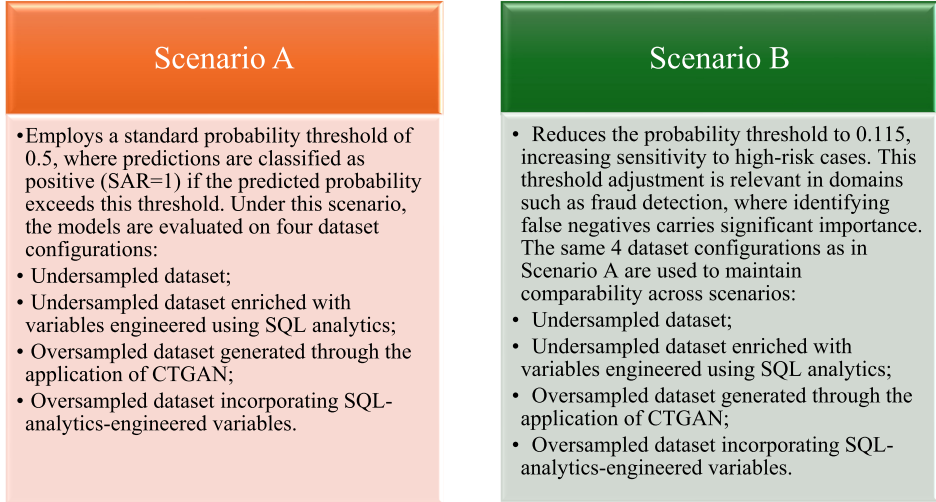 Scenario A
•Employs a standard probability threshold of
0.5, where predictions are classified as
positive (SAR=1) if the predicted probability
exceeds this threshold. Under this scenario,
the models are evaluated on four dataset
configurations:
• Undersampled dataset;
• Undersampled dataset enriched with
variables engineered using SQL analytics;
• Oversampled dataset generated through the
application of CTGAN;
• Oversampled dataset incorporating SQL-
analytics-engineered variables.
Scenario B
• Reduces the probability threshold to 0.115,
increasing sensitivity to high-risk cases. This
threshold adjustment is relevant in domains
such as fraud detection, where identifying
false negatives carries significant importance.
The same 4 dataset configurations as in
Scenario A are used to maintain
comparability across scenarios:
• Undersampled dataset;
• Undersampled dataset enriched with
variables engineered using SQL analytics;
• Oversampled dataset generated through the
application of CTGAN;
• Oversampled dataset incorporating SQL-
analytics-engineered variables.